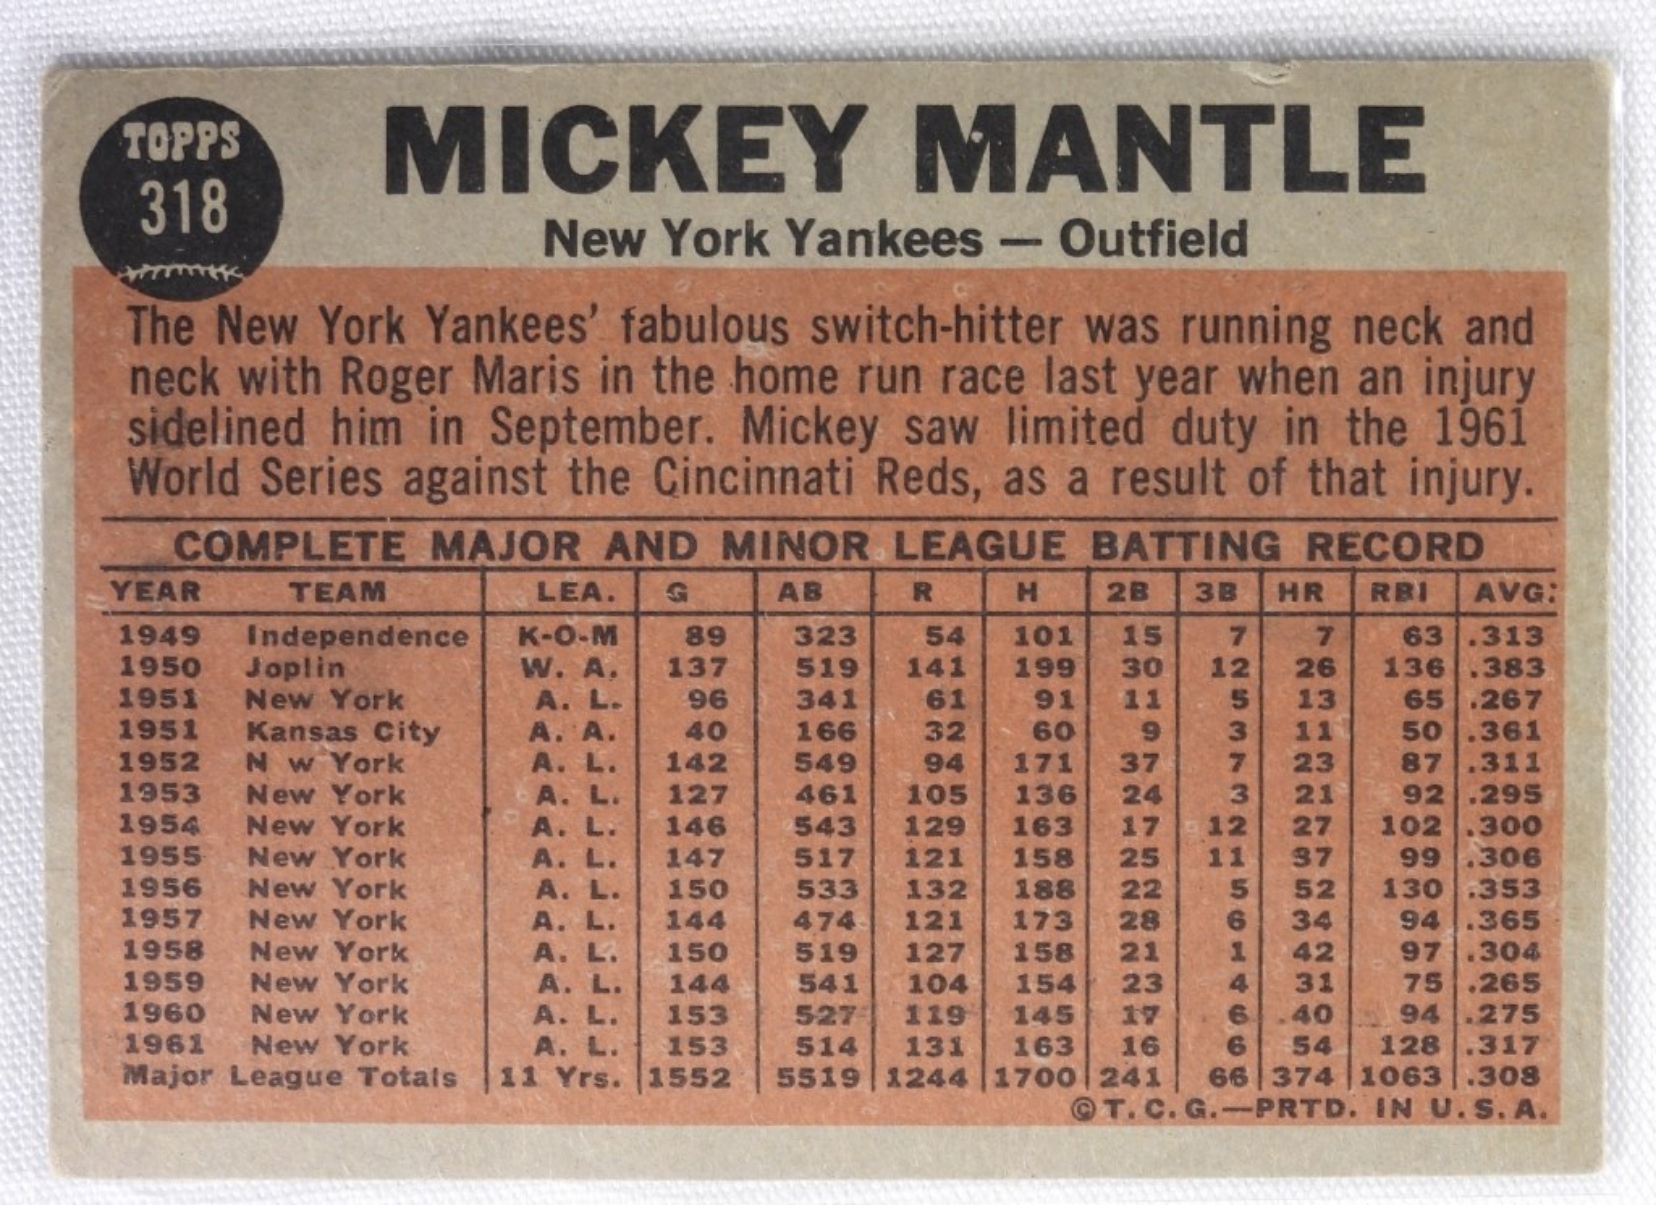 TOPPS
318
MICKEY MANTLE
New York Yankees — Outfield
The New York Yankees' fabulous switch-hitter was running neck and
neck with Roger Maris in the home run race last year when an injury
sidelined him in September. Mickey saw limited duty in the 1961
World Series against the Cincinnati Reds, as a result of that injury.
COMPLETE MAJOR AND MINOR LEAGUE BATTING RECORD
YEAR TEAM LEA. G AB R H 2B 3B HR RBI AVG.
1949 Independence K-O-M 89 323 54 101 15 7 7 63 .313
1950 Joplin W. A. 137 519 141 199 30 12 26 136 .383
1951 New York A. L. 96 341 61 91 11 5 13 65 .267
1951 Kansas City A. A. 40 166 32 60 9 3 11 50 .361
1952 N w York A. L. 142 549 94 171 37 7 23 87 .311
1953 New York A. L. 127 461 105 136 24 3 21 92 .295
1954 New York A. L. 146 543 129 163 17 12 27 102 .300
1955 New York A. L. 147 517 121 158 25 11 37 99 .306
1956 New York A. L. 150 533 132 188 22 5 52 130 .353
1957 New York A. L. 144 474 121 173 28 6 34 94 .365
1958 New York A. L. 150 519 127 158 21 1 42 97 .304
1959 New York A. L. 144 541 104 154 23 4 31 75 .265
1960 New York A. L. 153 527 119 145 17 6 40 94 .275
1961 New York A. L. 153 514 131 163 16 6 54 128 .317
Major League Totals 11 Yrs. 1552 5519 1244 1700 241 66 374 1063 .308
©T.C.G.—PRTD. IN U.S.A.